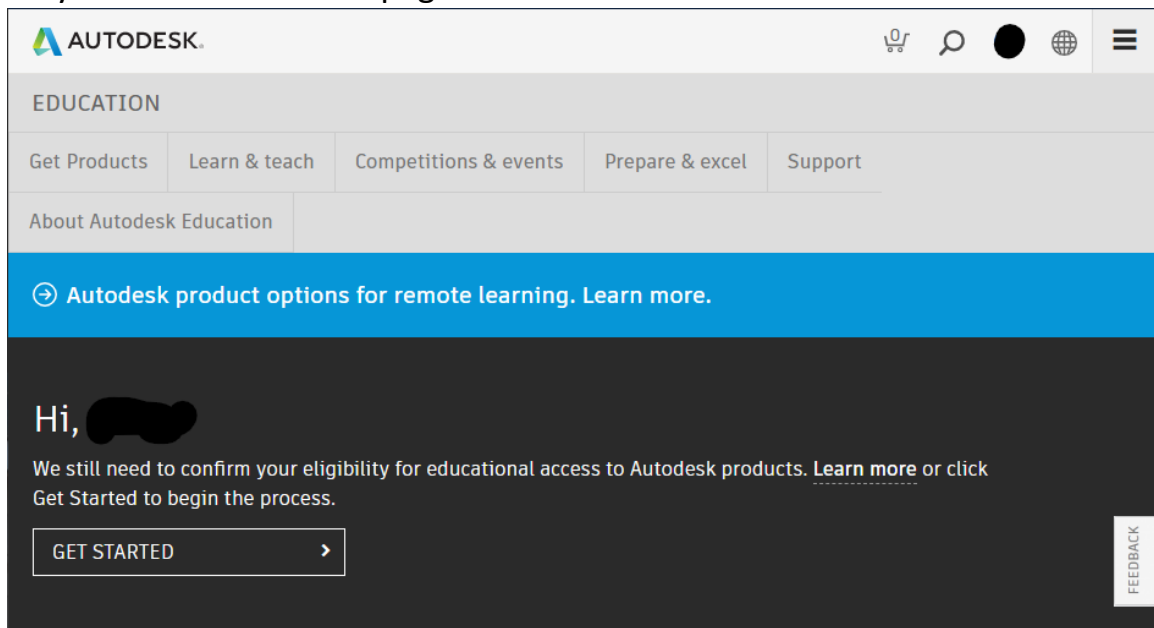 AUTODESK.
0
EDUCATION
Get Products Learn & teach Competitions & events Prepare & excel Support
About Autodesk Education
Autodesk product options for remote learning. Learn more.
Hi,
We still need to confirm your eligibility for educational access to Autodesk products. Learn more or click
Get Started to begin the process.
GET STARTED
FEEDBACK